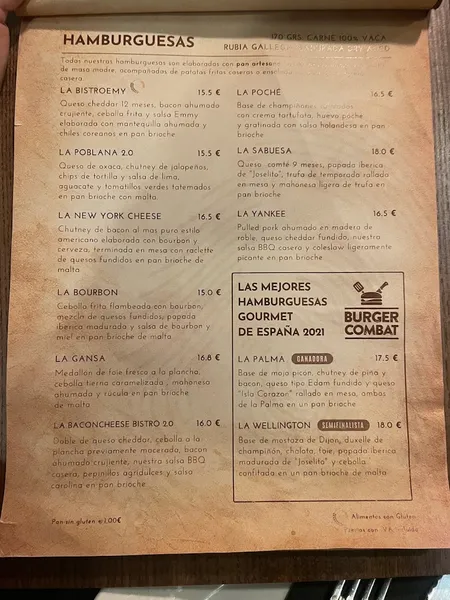 HAMBURGUESAS
170 GRS. CARNE 100% VACA
RUBIA GALLEGA
Todas nuestras hamburguesas son elaboradas con pan artesano
de masa madre, acompañadas de patatas fritas caseras o
casera.
LA BISTROEMY 15.5 €
Queso cheddar 12 meses, bacon ahumado
crujiente, cebolla frita y salsa Emmy
elaborada con mantequilla ahumada y
chiles coreanos en pan brioche
LA POBLANA 2.0 15.5 €
Queso de oaxaca, chutney de jalapeños,
chips de tortilla y salsa de lima,
aguacate y tomatillos verdes tatemados
en pan brioche con malta.
LA NEW YORK CHEESE 16.5 €
Chutney de bacon al mas puro estilo
americano elaborado con bourbon y
cerveza, terminada en mesa con raclette
de quesos fundidos en pan brioche de
malta
LA BOURBON 15.0 €
Cebolla frita flambeada con bourbon,
mezcla de quesos fundidos, papada
ibérica madurada y salsa de bourbon y
miel en pan brioche de malta
LA GANSA 16.8 €
Medallón de foie fresco a la plancha,
cebolla tierna caramelizada, mahonesa
ahumada y rúcula en pan brioche
de malta
LA BACONCHEESE BISTRO 2.0 16.0 €
Doble de queso cheddar, cebolla a la
plancha previamente macerada, bacon
ahumado crujiente, nuestra salsa BBQ
casera, pepinillos agridulces y salsa
carolina en pan brioche
Pan sin gluten 1,00€
LA POCHÉ 16.5 €
Base de champiñones
con crema tartufata, huevo poche
y gratinada con salsa holandesa en pan
brioche
LA SABUESA 18.0 €
Queso comté 9 meses, papada iberica
de "Joselito", trufa de temporada rallada
en mesa y mahonesa ligera de trufa en
pan brioche
LA YANKEE 16.5 €
Pulled pork ahumado en madera de
roble, queso cheddar fundido, nuestra
salsa BBQ casera y coleslaw ligeramente
picante en pan brioche
LAS MEJORES
HAMBURGUESAS
GOURMET
DE ESPAÑA 2021
BURGER
COMBAT
LA PALMA GANADORA 17.5 €
Base de mojo picon, chutney de piña y
bacon, queso tipo Edam fundido y queso
"Isla Corazon" rallado en mesa, ambos
de la Palma en un pan brioche
LA WELLINGTON SEMIFINALISTA 18.0 €
Base de mostaza de Dijon, duxelle de
champiñón, chalota, foie, papada ibérica
madurada de "Joselito" y cebolla
confitada en un pan brioche de malta
Alimentos sin Gluten